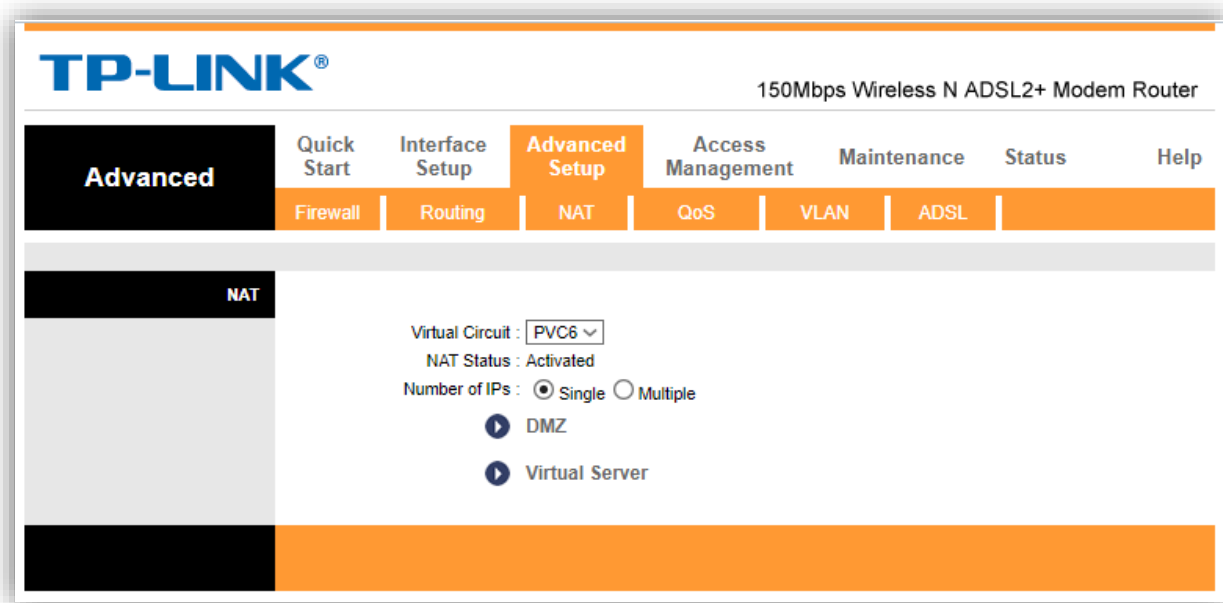 TP-LINK®
150Mbps Wireless N ADSL2+ Modem Router
Advanced
Quick Start
Interface Setup
Advanced Setup
Access Management
Maintenance
Status
Help
Firewall
Routing
NAT
QoS
VLAN
ADSL
NAT
Virtual Circuit : PVC6
NAT Status : Activated
Number of IPs : Single Multiple
DMZ
Virtual Server